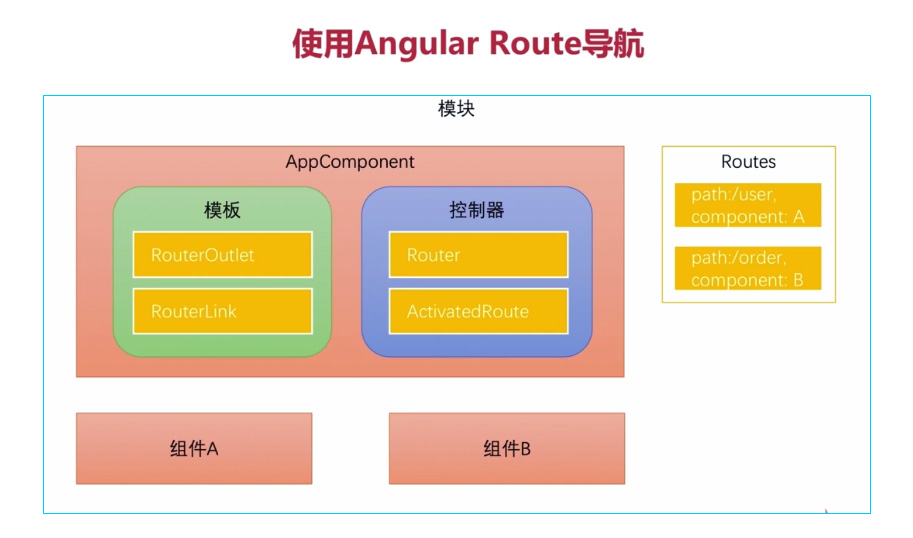 使用Angular Route导航
模块
AppComponent
模板
RouterOutlet
RouterLink
控制器
Router
ActivatedRoute
Routes
path:/user,
component: A
path:/order,
component: B
组件A
组件B